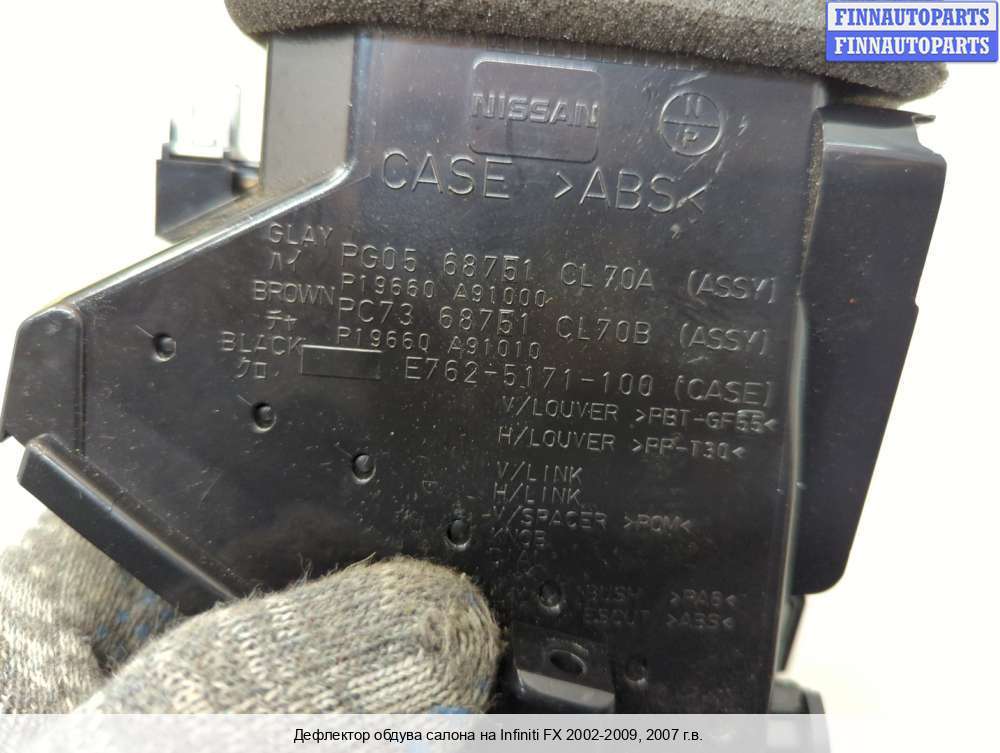 FINNAUTOPARTS
FINNAUTOPARTS
NISSAN
N
P
CASE >ABS<
GLAY PG05 68751 CL70A (ASSY)
ハイ P19660 A91000
BROWN PC73 68751 CL70B (ASSY)
チャ P19660 A91010
BLACK E762-5171-100 (CASE)
クロ
V/LOUVER >PBT-GF55<
H/LOUVER >PP-T30<
V/LINK
H/LINK
V/SPACER >POM<
KNOB
BUSH
ESCUT >ABS<
Дефлектор обдува салона на Infiniti FX 2002-2009, 2007 г.в.